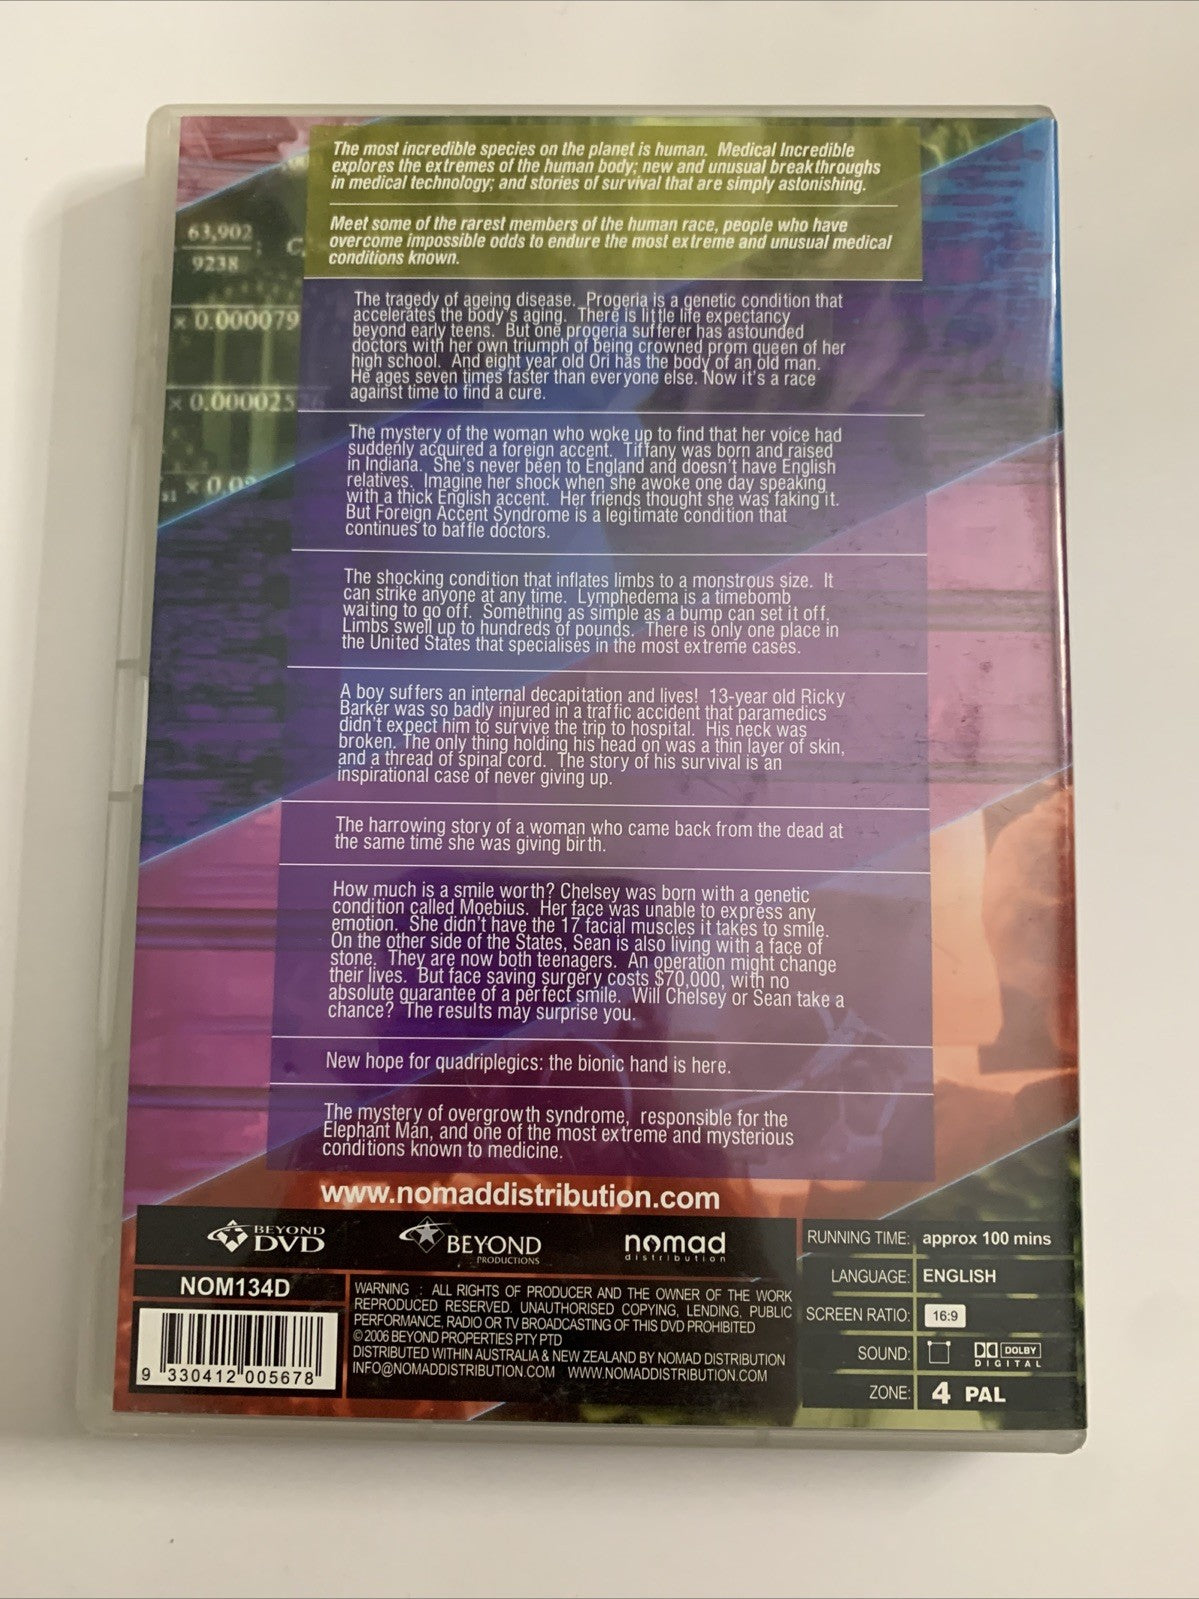 The most incredible species on the planet is human. Medical Incredible
explores the extremes of the human body; new and unusual breakthroughs
in medical technology; and stories of survival that are simply astonishing.
Meet some of the rarest members of the human race, people who have
overcome impossible odds to endure the most extreme and unusual medical
conditions known.
63,902
9238
x 0.000079
x 0.00002576
x 0.09
The tragedy of ageing disease. Progeria is a genetic condition that
accelerates the body's aging. There is little life expectancy
beyond early teens. But one progeria sufferer has astounded
doctors with her own triumph of being crowned prom queen of her
high school. And eight year old Ori has the body of an old man.
He ages seven times faster than everyone else. Now it's a race
against time to find a cure.
The mystery of the woman who woke up to find that her voice had
suddenly acquired a foreign accent. Tiffany was born and raised
in Indiana. She's never been to England and doesn't have English
relatives. Imagine her shock when she awoke one day speaking
with a thick English accent. Her friends thought she was faking it.
But Foreign Accent Syndrome is a legitimate condition that
continues to baffle doctors.
The shocking condition that inflates limbs to a monstrous size. It
can strike anyone at any time. Lymphedema is a timebomb
waiting to go off. Something as simple as a bump can set it off.
Limbs swell up to hundreds of pounds. There is only one place in
the United States that specialises in the most extreme cases.
A boy suffers an internal decapitation and lives! 13-year old Ricky
Barker was so badly injured in a traffic accident that paramedics
didn't expect him to survive the trip to hospital. His neck was
broken. The only thing holding his head on was a thin layer of skin,
and a thread of spinal cord. The story of his survival is an
inspirational case of never giving up.
The harrowing story of a woman who came back from the dead at
the same time she was giving birth.
How much is a smile worth? Chelsey was born with a genetic
condition called Moebius. Her face was unable to express any
emotion. She didn't have the 17 facial muscles it takes to smile.
On the other side of the States, Sean is also living with a face of
stone. They are now both teenagers. An operation might change
their lives. But face saving surgery costs $70,000, with no
absolute guarantee of a perfect smile. Will Chelsey or Sean take a
chance? The results may surprise you.
New hope for quadriplegics: the bionic hand is here.
The mystery of overgrowth syndrome, responsible for the
Elephant Man, and one of the most extreme and mysterious
conditions known to medicine.
www.nomaddistribution.com
BEYOND
DVD
BEYOND
PRODUCTIONS
nomad
distribution
NOM134D
9 330412 005678
WARNING : ALL RIGHTS OF PRODUCER AND THE OWNER OF THE WORK
REPRODUCED RESERVED. UNAUTHORISED COPYING, LENDING, PUBLIC
PERFORMANCE, RADIO OR TV BROADCASTING OF THIS DVD PROHIBITED
© 2006 BEYOND PROPERTIES PTY PTD
DISTRIBUTED WITHIN AUSTRALIA & NEW ZEALAND BY NOMAD DISTRIBUTION
INFO@NOMADDISTRIBUTION.COM WWW.NOMADDISTRIBUTION.COM
RUNNING TIME: approx 100 mins
LANGUAGE: ENGLISH
SCREEN RATIO: 16:9
SOUND: DOLBY
DIGITAL
ZONE: 4 PAL